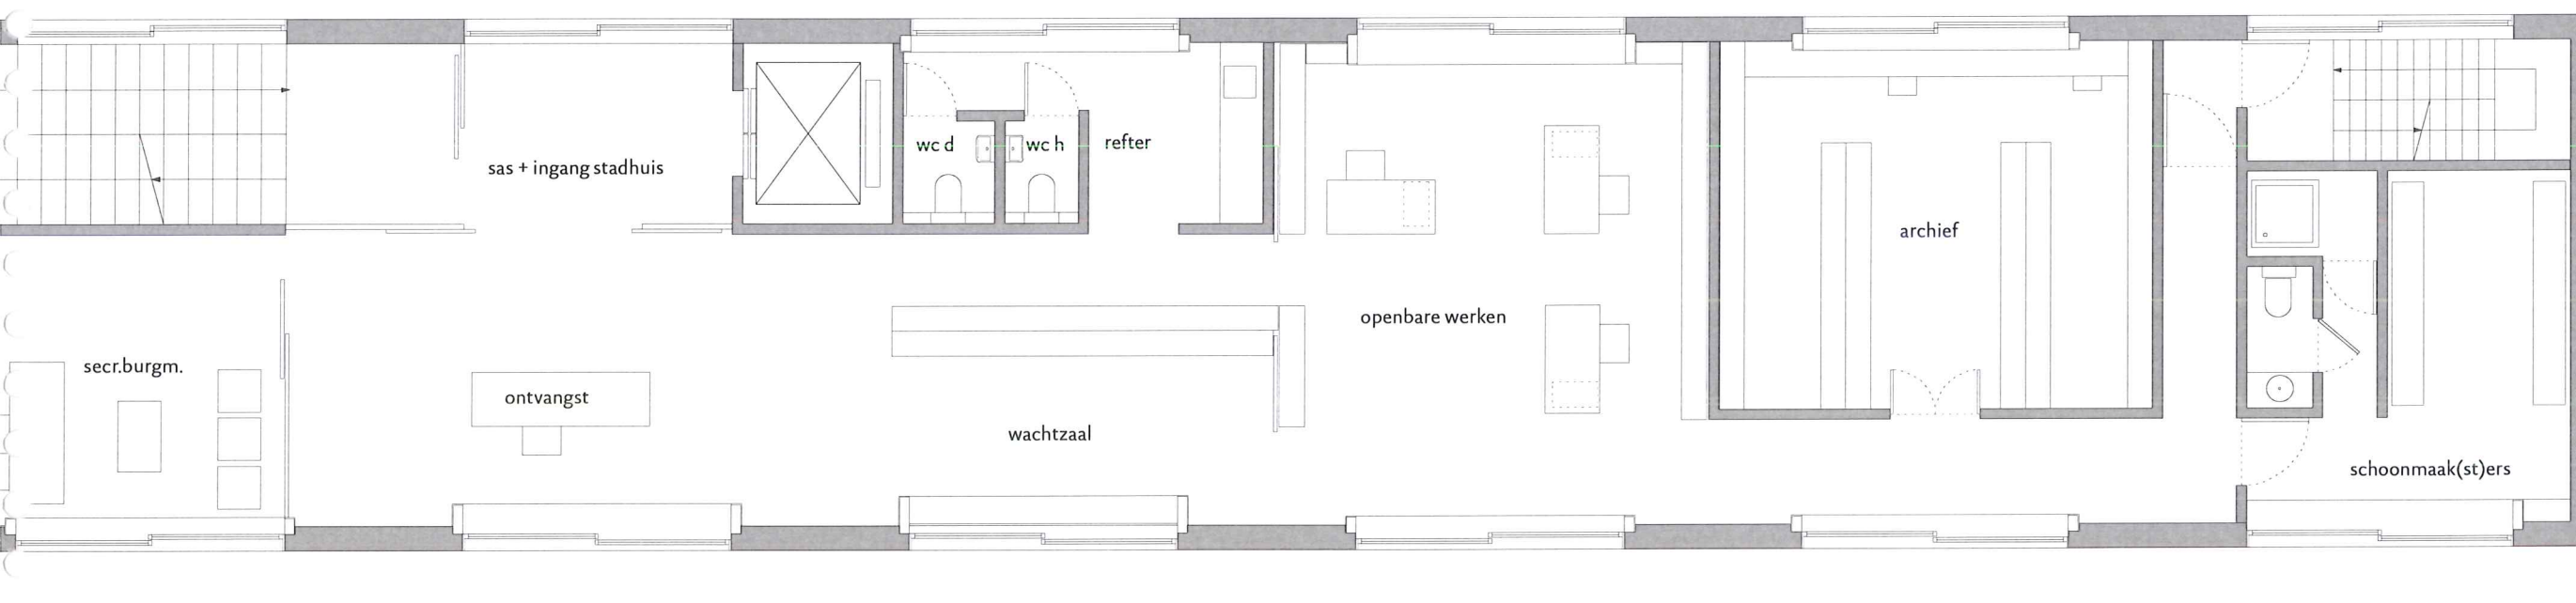 sas + ingang stadhuis
wc d
wc h
refter
archief
openbare werken
secr.burgm.
ontvangst
wachtzaal
schoonmaak(st)ers